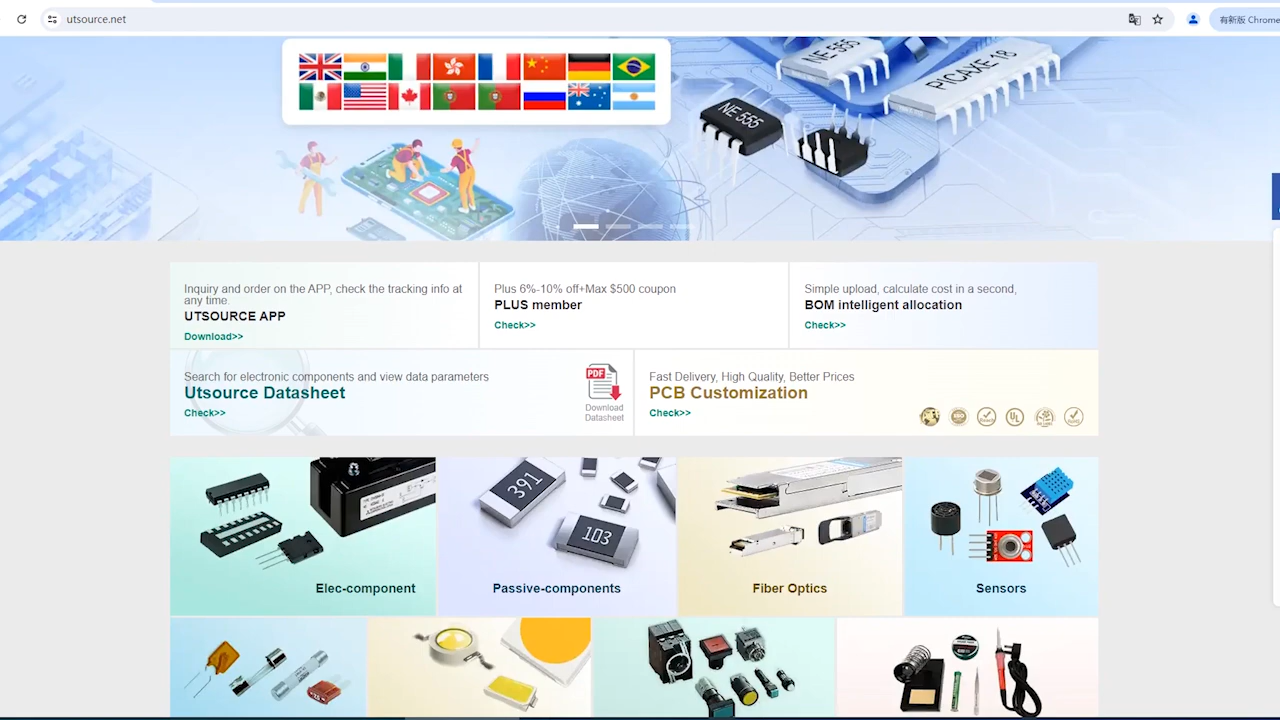 utsource.net
有新版 Chrome
NE 555
PICAXE-18
NE 555
Inquiry and order on the APP, check the tracking info at
any time.
UTSOURCE APP
Download>>
Plus 6%-10% off+Max $500 coupon
PLUS member
Check>>
Simple upload, calculate cost in a second,
BOM intelligent allocation
Check>>
Search for electronic components and view data parameters
Utsource Datasheet
Check>>
PDF
Download
Datasheet
Fast Delivery, High Quality, Better Prices
PCB Customization
Check>>
UL
391
103
Elec-component
Passive-components
Fiber Optics
Sensors